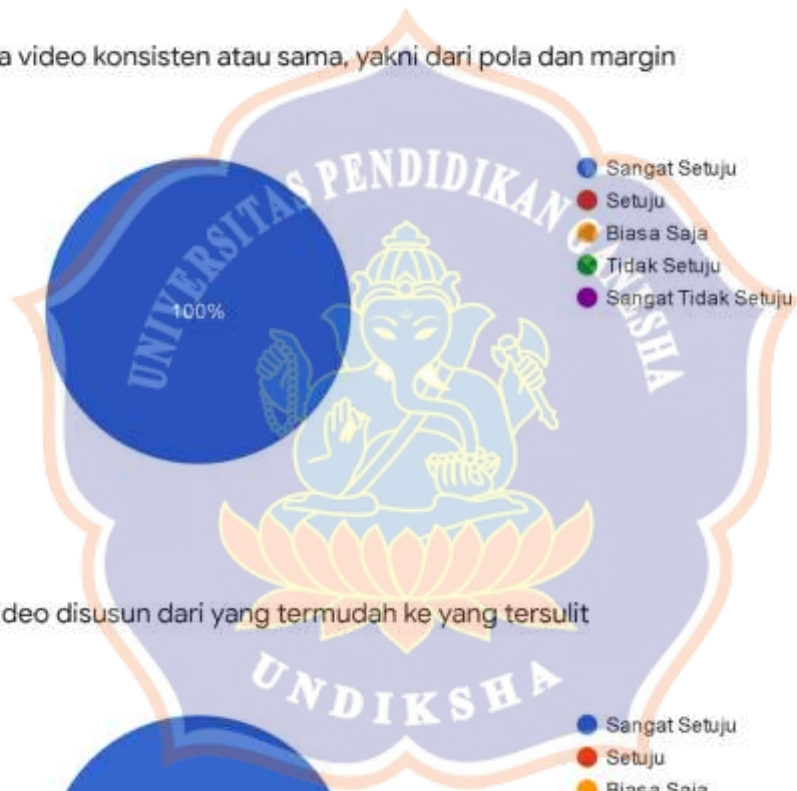 a video konsisten atau sama, yakni dari pola dan margin
UNIVERSITAS PENDIDIKAN GANESHA
Sangat Setuju
Setuju
Biasa Saja
Tidak Setuju
Sangat Tidak Setuju
100%
deo disusun dari yang termudah ke yang tersulit
UNDIKSHA
Sangat Setuju
Setuju
Biasa Saja